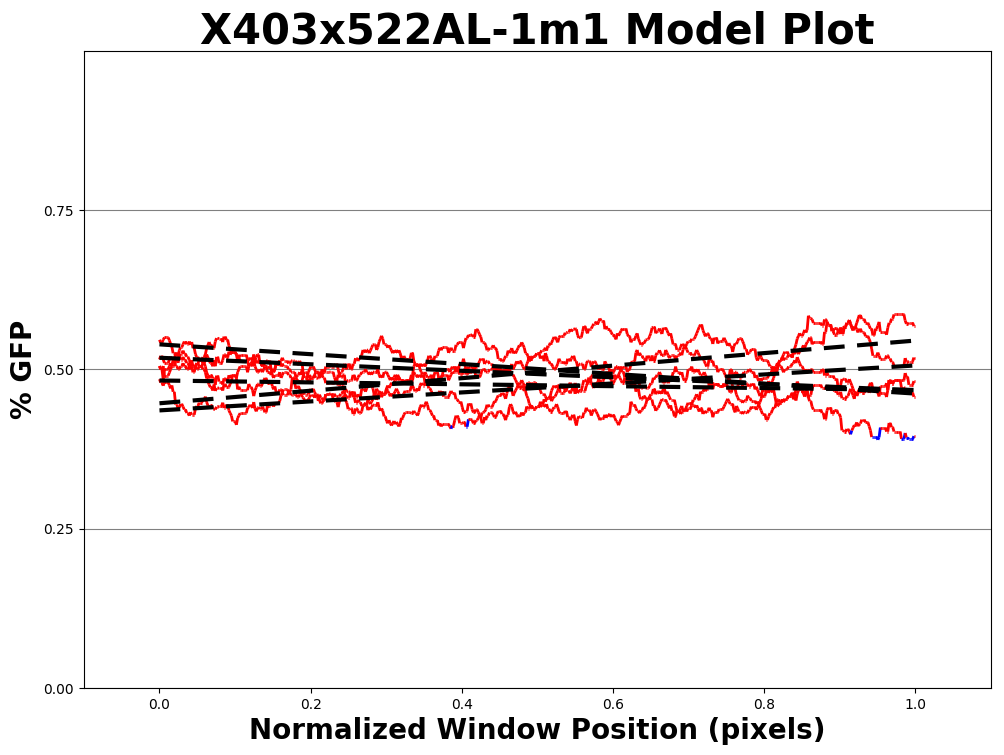 X403x522AL-1m1 Model Plot
% GFP
0.75
0.50
0.25
0.00
0.0 0.2 0.4 0.6 0.8 1.0
Normalized Window Position (pixels)